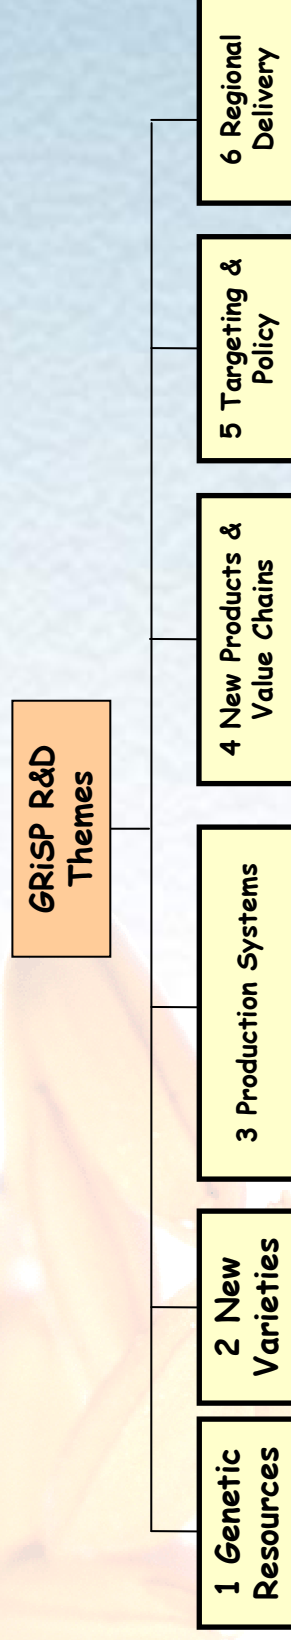 GRiSP R&D
Themes
1 Genetic
Resources
2 New
Varieties
3 Production Systems
4 New Products &
Value Chains
5 Targeting &
Policy
6 Regional
Delivery